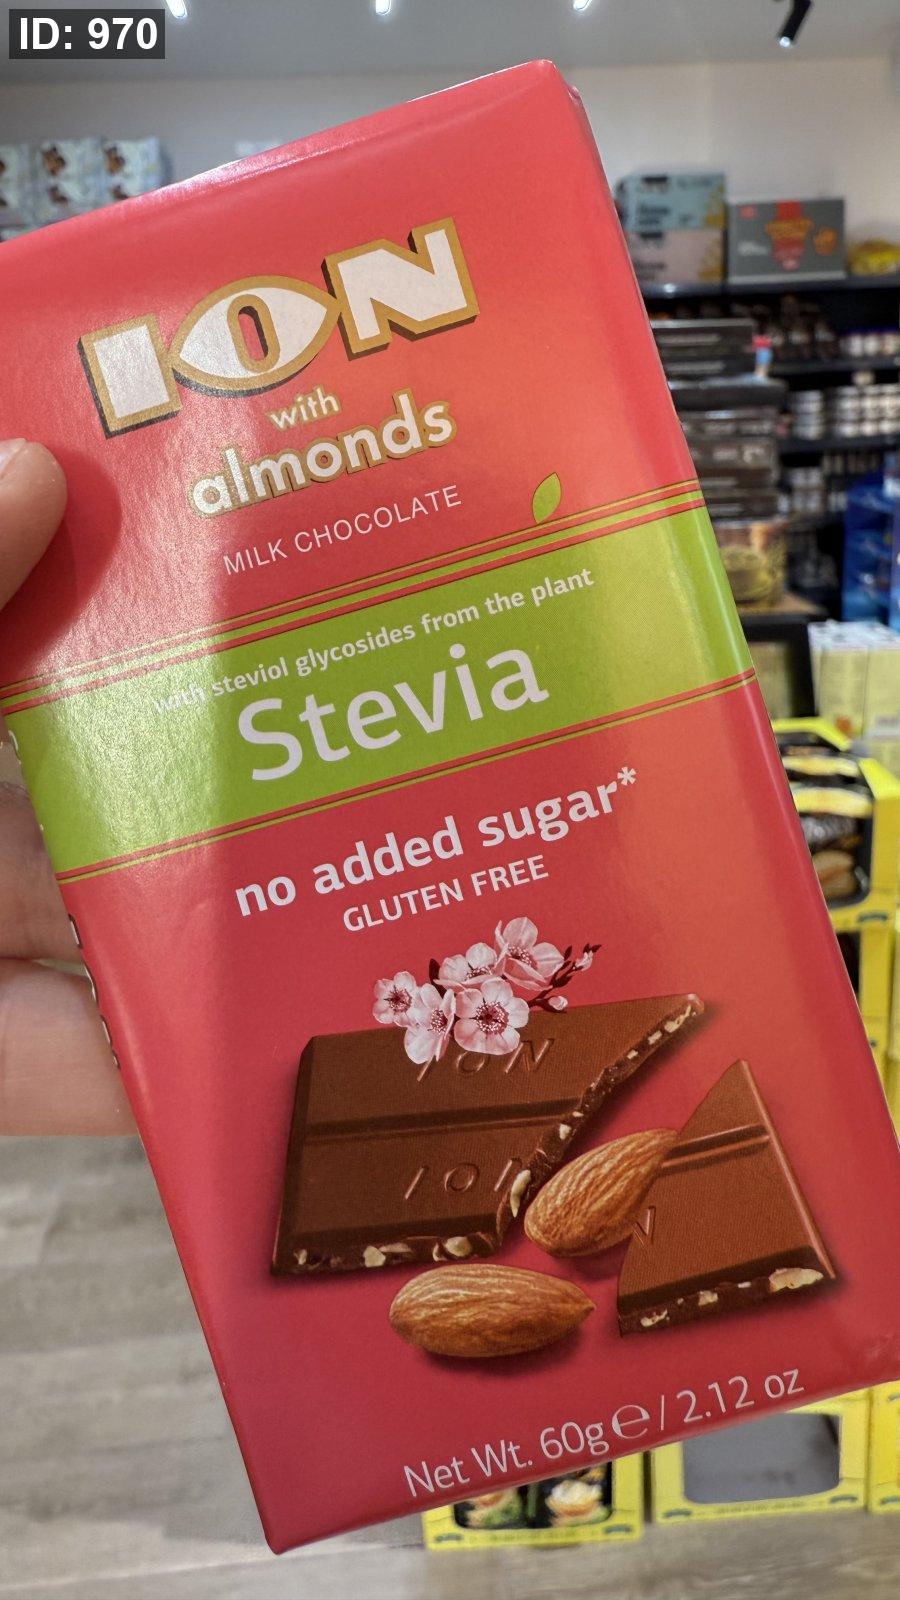 ID: 970
ION
with
almonds
MILK CHOCOLATE
with steviol glycosides from the plant
Stevia
no added sugar*
GLUTEN FREE
ION
ION
N
Net Wt. 60g e / 2.12 oz